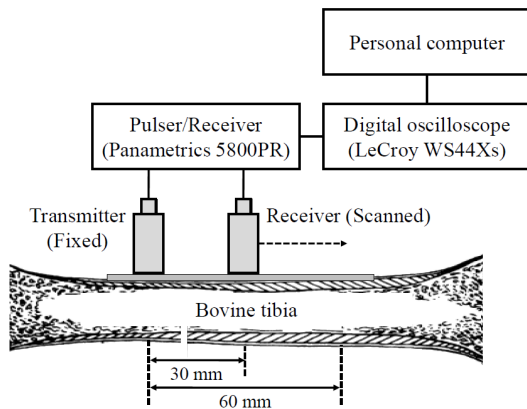 Personal computer
Pulser/Receiver
(Panametrics 5800PR)
Digital oscilloscope
(LeCroy WS44Xs)
Transmitter
(Fixed)
Receiver (Scanned)
Bovine tibia
30 mm
60 mm